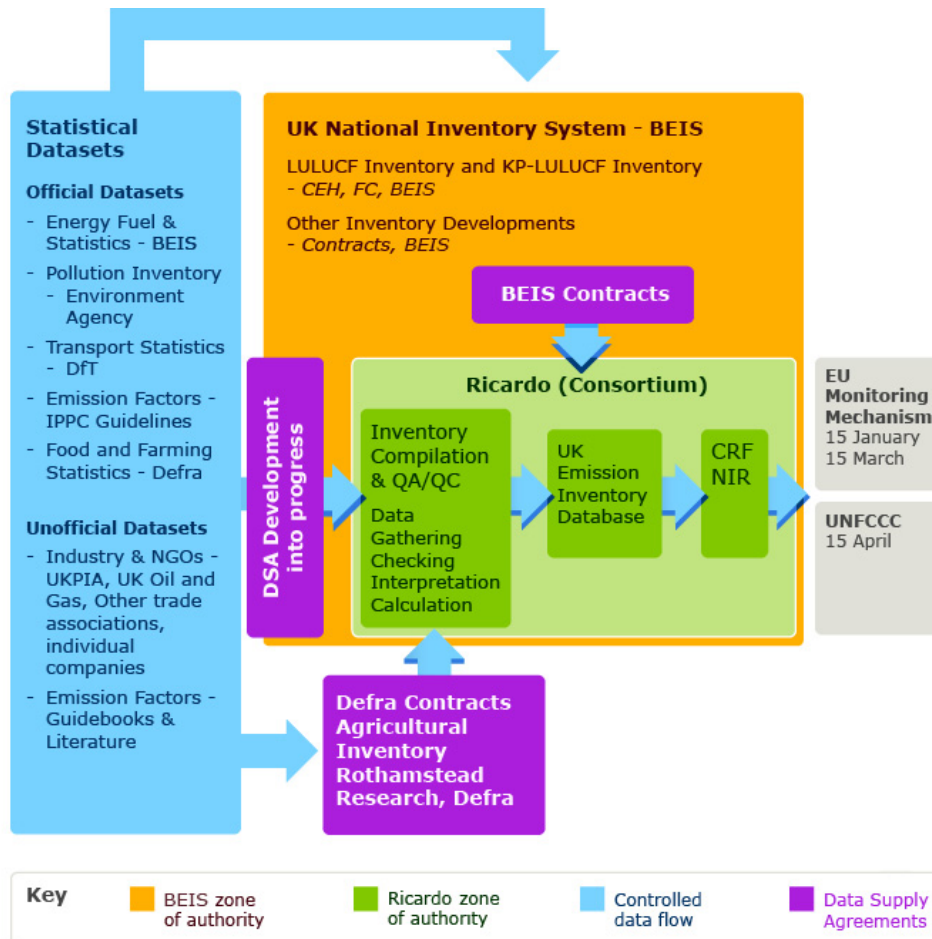 Statistical
Datasets
Official Datasets
- Energy Fuel &
Statistics - BEIS
- Pollution Inventory
- Environment
Agency
- Transport Statistics
- DfT
- Emission Factors -
IPPC Guidelines
- Food and Farming
Statistics - Defra
Unofficial Datasets
- Industry & NGOs -
UKPIA, UK Oil and
Gas, Other trade
associations,
individual
companies
- Emission Factors -
Guidebooks &
Literature
UK National Inventory System - BEIS
LULUCF Inventory and KP-LULUCF Inventory
- CEH, FC, BEIS
Other Inventory Developments
- Contracts, BEIS
BEIS Contracts
DSA Development
into progress
Ricardo (Consortium)
Inventory
Compilation
& QA/QC
Data
Gathering
Checking
Interpretation
Calculation
UK
Emission
Inventory
Database
CRF
NIR
EU
Monitoring
Mechanism
15 January
15 March
UNFCCC
15 April
Defra Contracts
Agricultural
Inventory
Rothamstead
Research, Defra
Key
BEIS zone
of authority
Ricardo zone
of authority
Controlled
data flow
Data Supply
Agreements